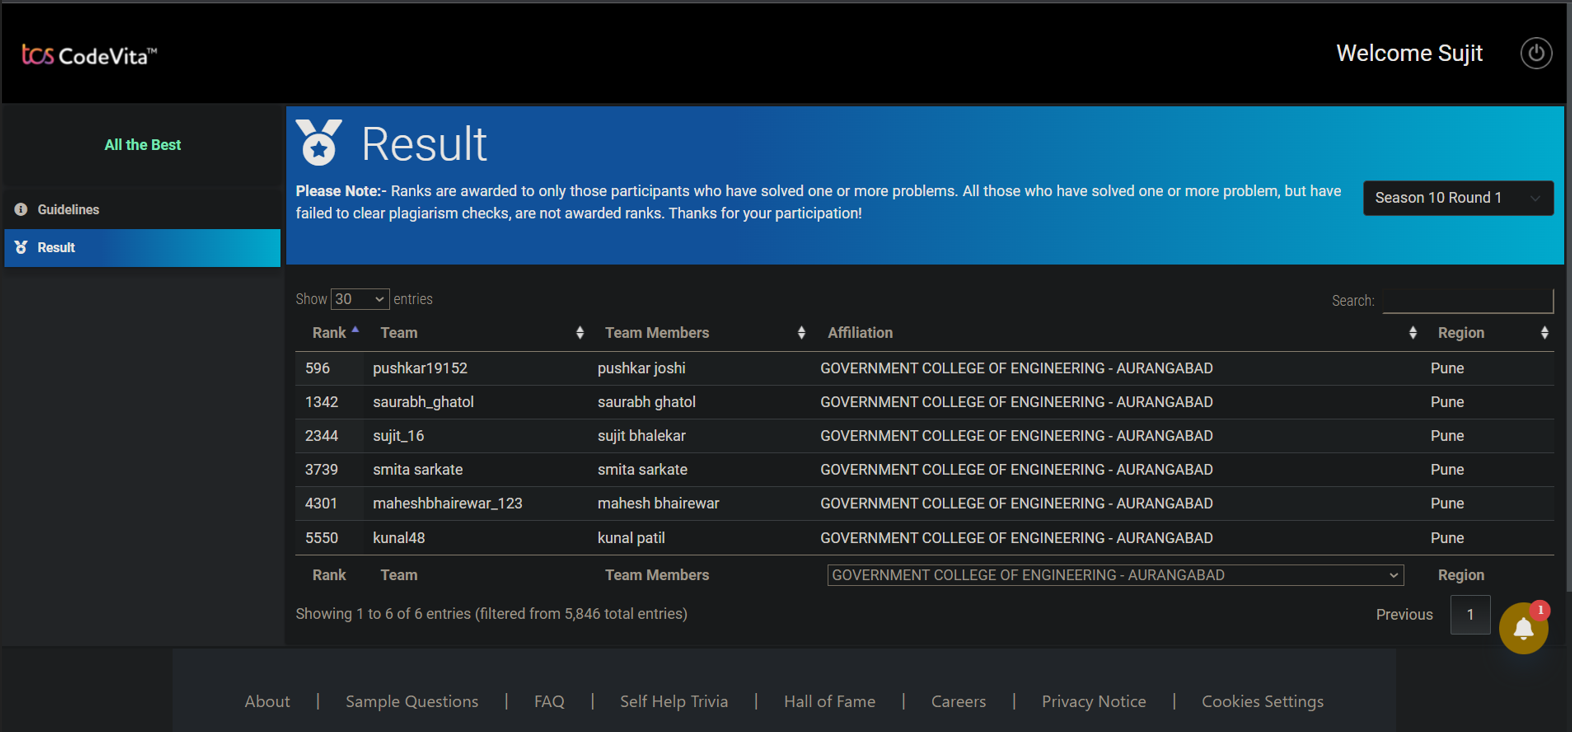 tcs CodeVita™
Welcome Sujit
All the Best
Guidelines
Result
Result
Please Note:- Ranks are awarded to only those participants who have solved one or more problems. All those who have solved one or more problem, but have
failed to clear plagiarism checks, are not awarded ranks. Thanks for your participation!
Season 10 Round 1
Show 30 entries
Search:
Rank Team Team Members Affiliation Region
596 pushkar19152 pushkar joshi GOVERNMENT COLLEGE OF ENGINEERING - AURANGABAD Pune
1342 saurabh_ghatol saurabh ghatol GOVERNMENT COLLEGE OF ENGINEERING - AURANGABAD Pune
2344 sujit_16 sujit bhalekar GOVERNMENT COLLEGE OF ENGINEERING - AURANGABAD Pune
3739 smita sarkate smita sarkate GOVERNMENT COLLEGE OF ENGINEERING - AURANGABAD Pune
4301 maheshbhairewar_123 mahesh bhairewar GOVERNMENT COLLEGE OF ENGINEERING - AURANGABAD Pune
5550 kunal48 kunal patil GOVERNMENT COLLEGE OF ENGINEERING - AURANGABAD Pune
Rank Team Team Members GOVERNMENT COLLEGE OF ENGINEERING - AURANGABAD Region
Showing 1 to 6 of 6 entries (filtered from 5,846 total entries)
Previous 1
1
About | Sample Questions | FAQ | Self Help Trivia | Hall of Fame | Careers | Privacy Notice | Cookies Settings